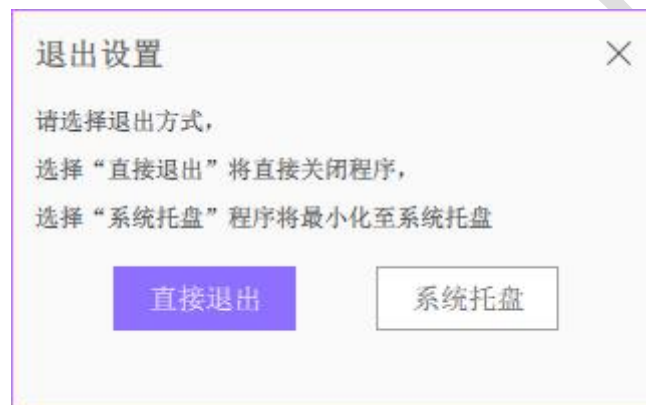 退出设置
请选择退出方式，
选择“直接退出”将直接关闭程序，
选择“系统托盘”程序将最小化至系统托盘
直接退出
系统托盘